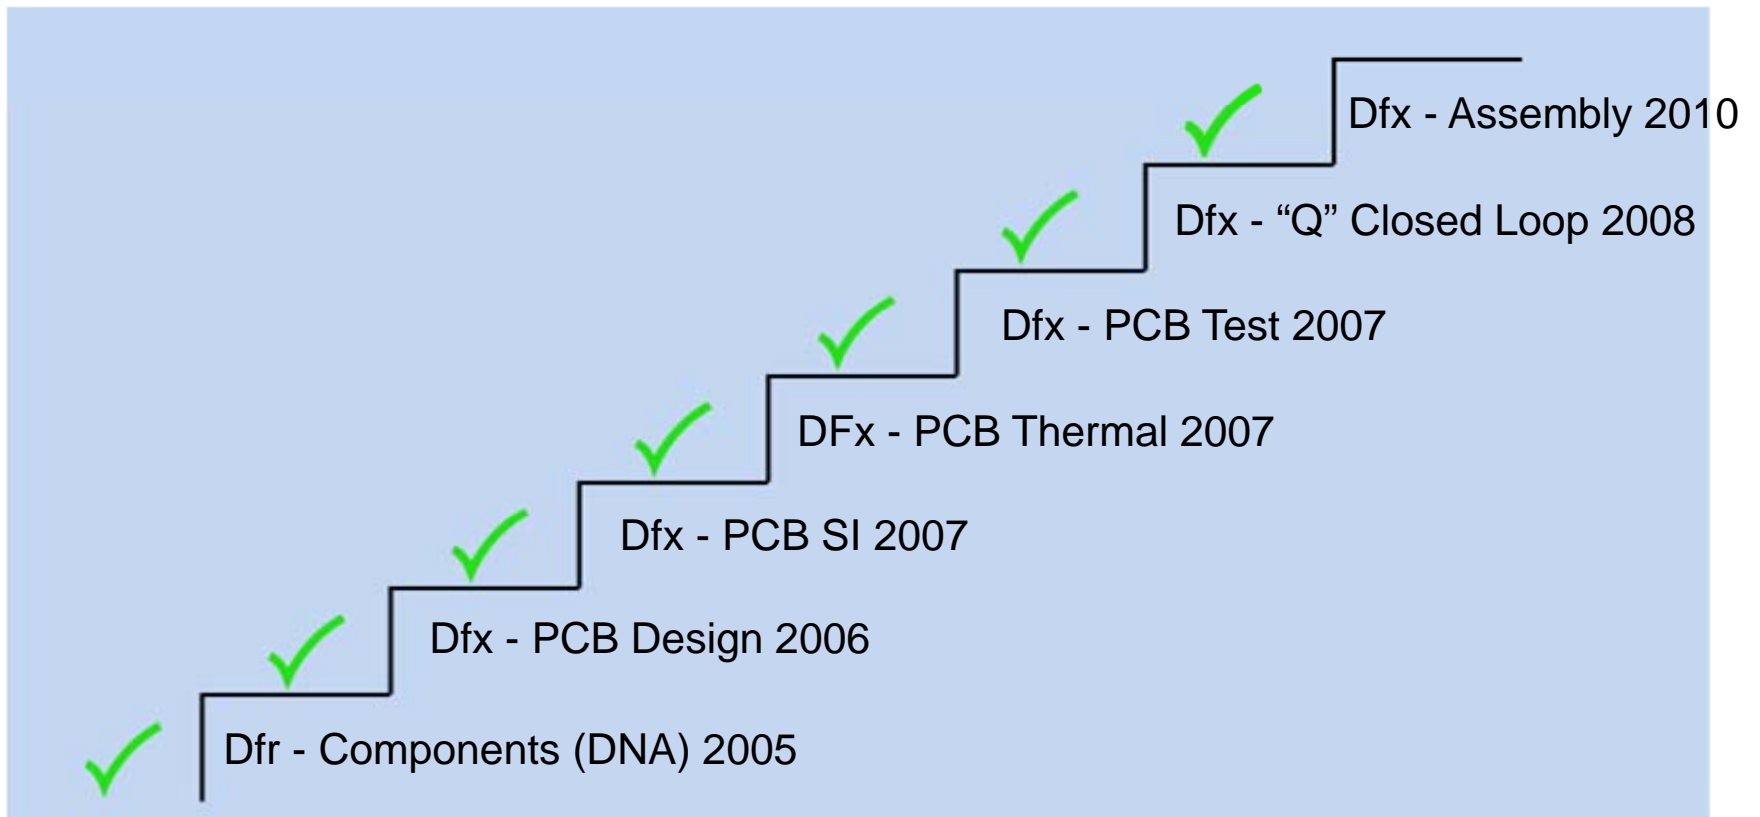 Dfx - Assembly 2010
Dfx - “Q” Closed Loop 2008
Dfx - PCB Test 2007
DFx - PCB Thermal 2007
Dfx - PCB SI 2007
Dfx - PCB Design 2006
Dfr - Components (DNA) 2005